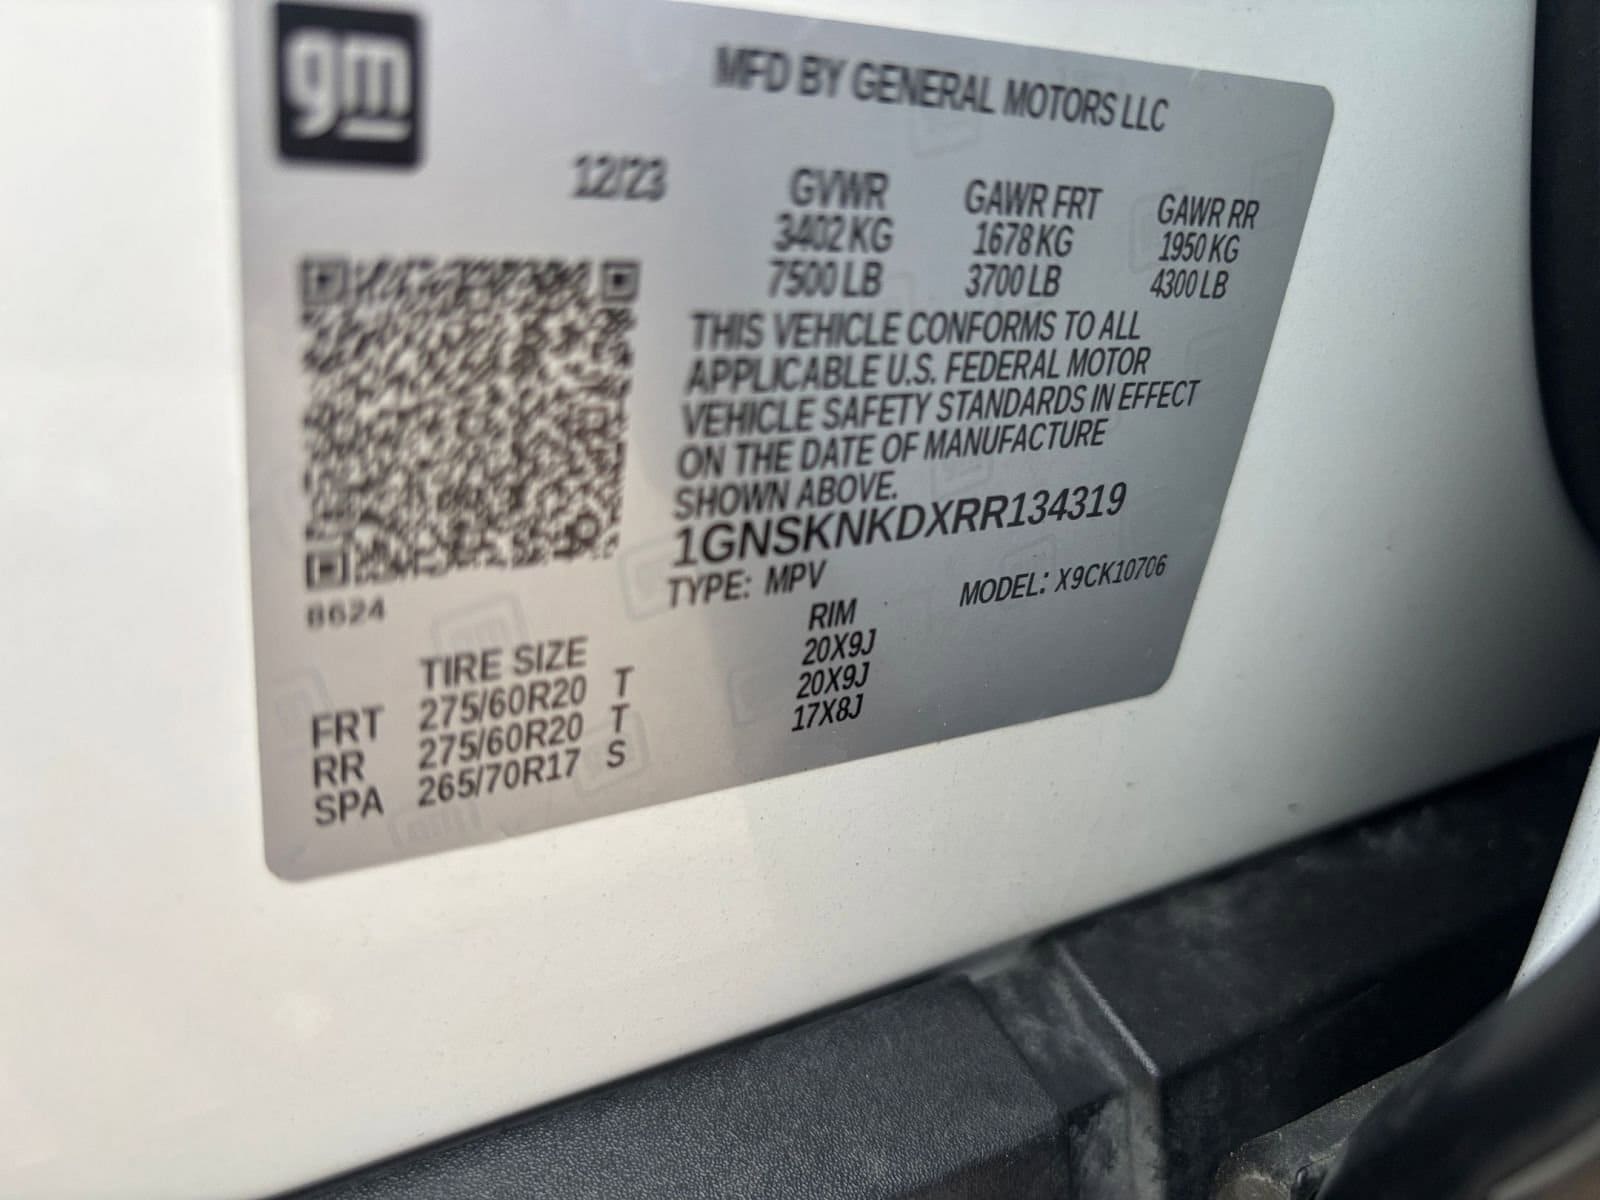 gm
MFD BY GENERAL MOTORS LLC
12/23
GVWR GAWR FRT GAWR RR
3402 KG 1678 KG 1950 KG
7500 LB 3700 LB 4300 LB
THIS VEHICLE CONFORMS TO ALL
APPLICABLE U.S. FEDERAL MOTOR
VEHICLE SAFETY STANDARDS IN EFFECT
ON THE DATE OF MANUFACTURE
SHOWN ABOVE.
1GNSKNKDXRR134319
TYPE: MPV MODEL: X9CK10706
8624
TIRE SIZE RIM
FRT 275/60R20 T 20X9J
RR 275/60R20 T 20X9J
SPA 265/70R17 S 17X8J